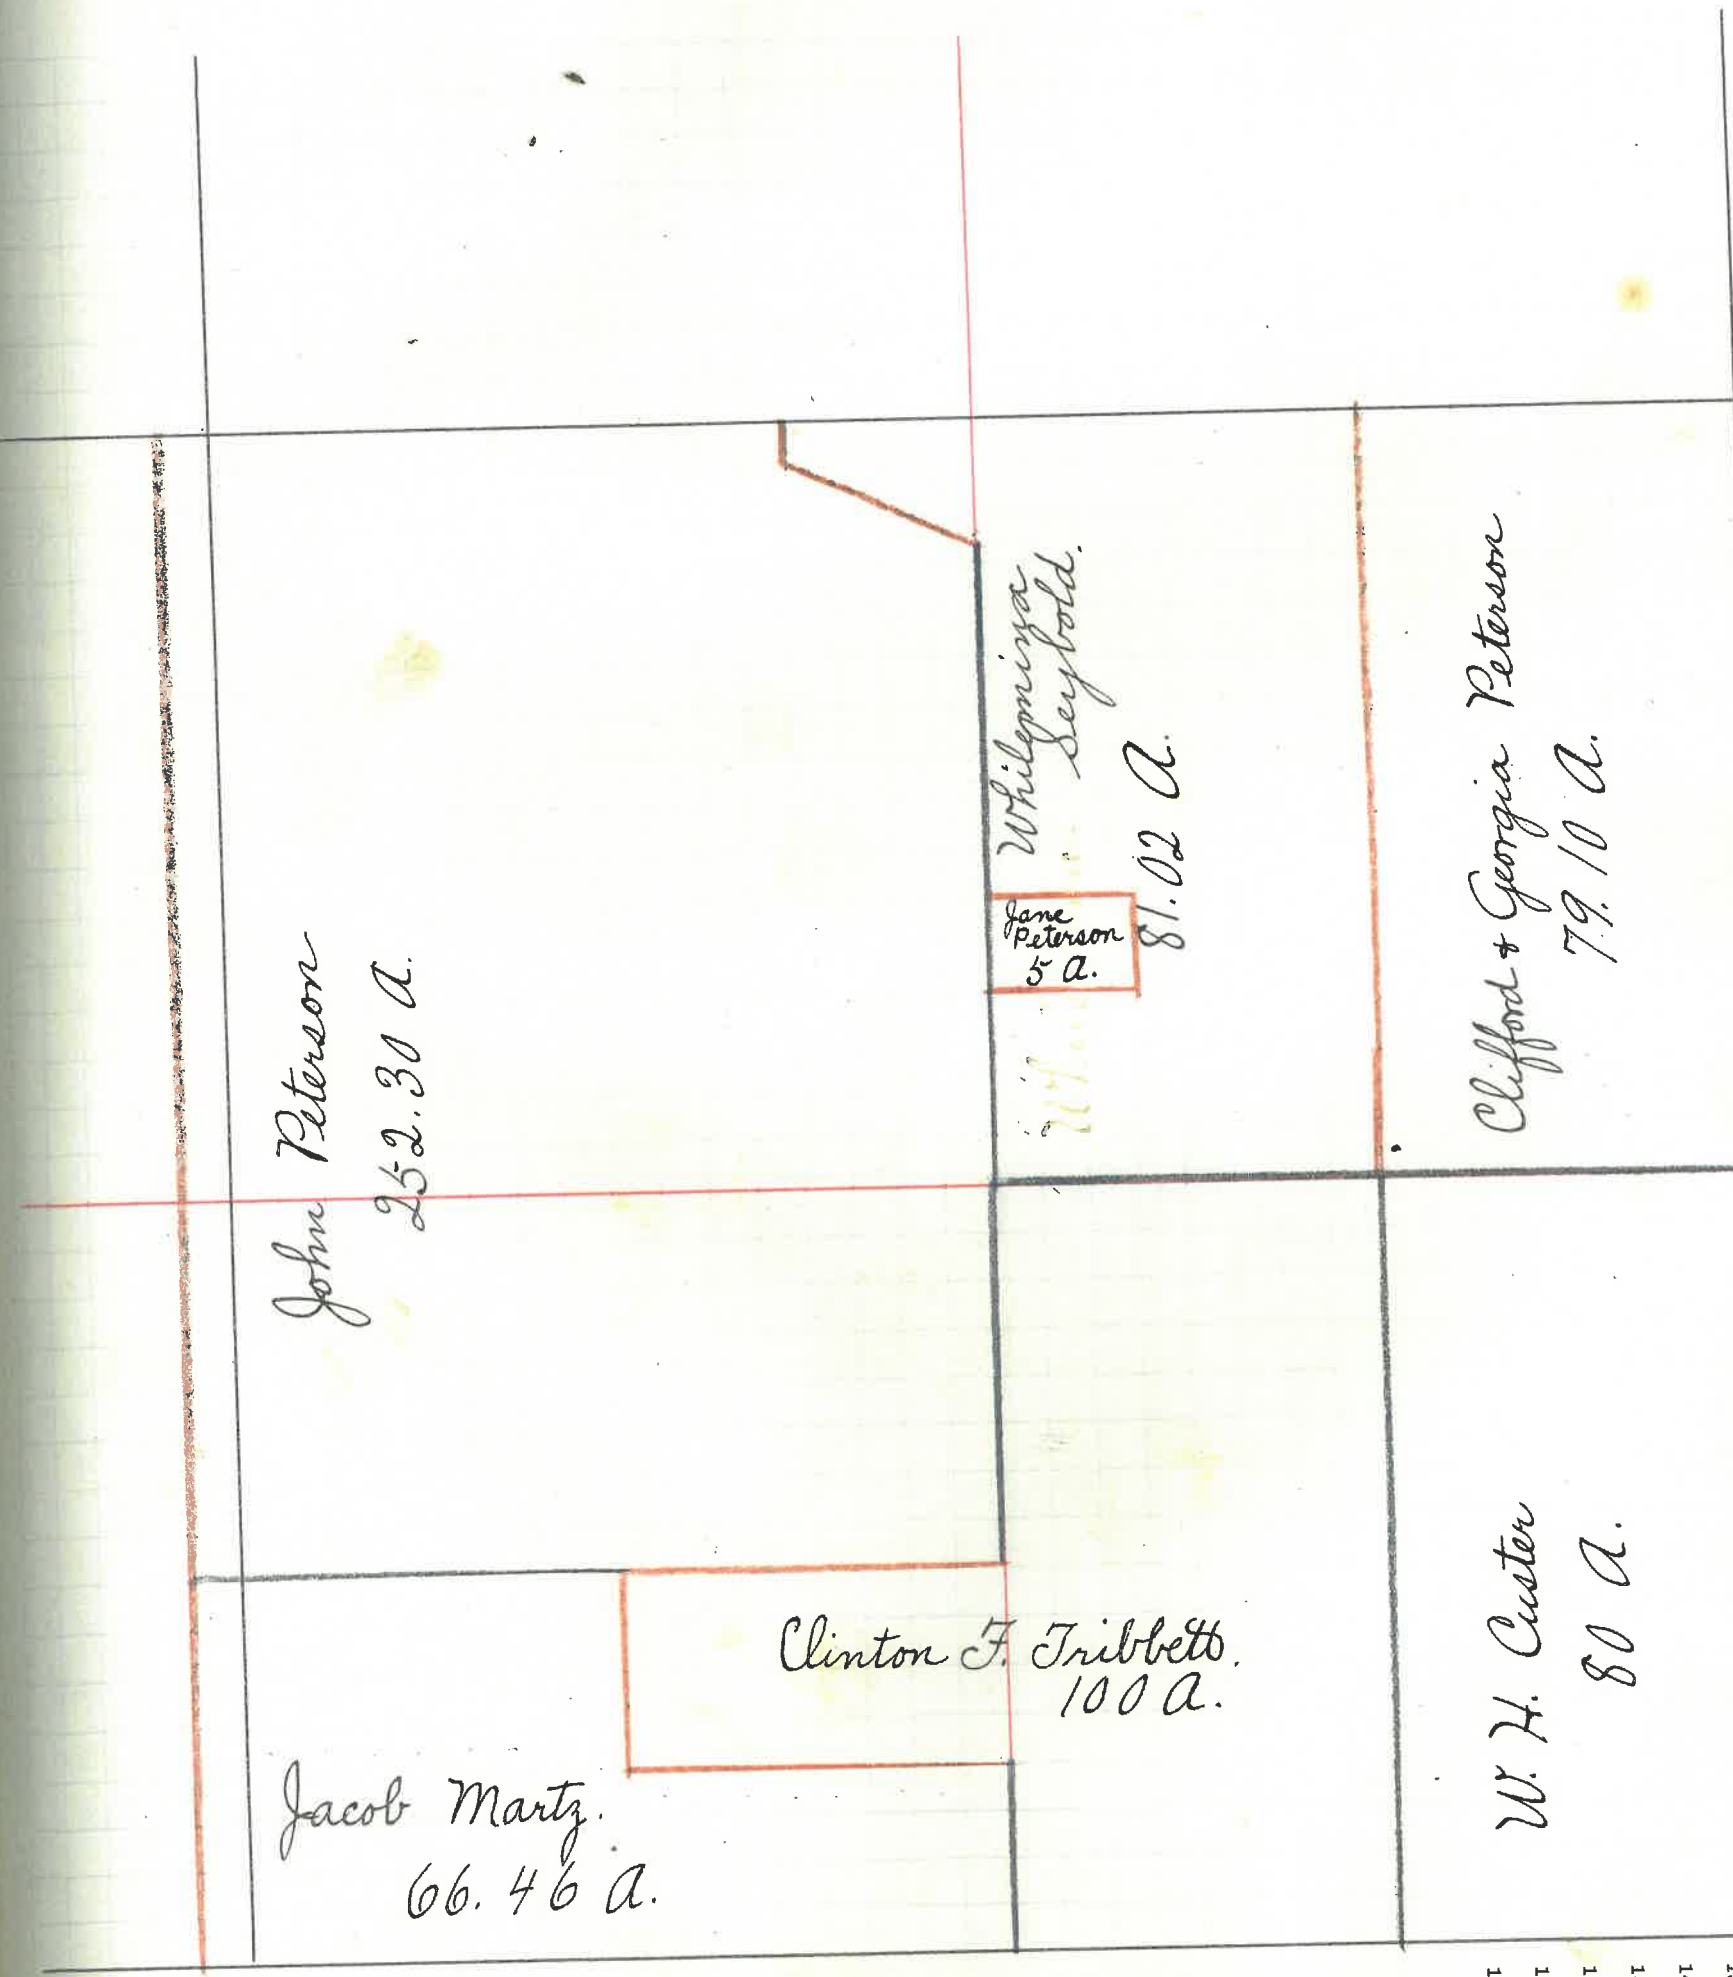 John Peterson
252.30 A.
Whilemina
Seybold.
81.02 A.
Jane
Peterson
5 A.
Clifford & Georgia Peterson
79.10 A.
Clinton F. Tribbett.
100 A.
Jacob Martz.
66.46 A.
W. H. Custer
80 A.